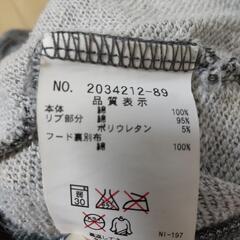 NO. 2034212-89
品質表示
本体 綿 100%
リブ部分 綿 95%
ポリウレタン 5%
フード裏別布
綿 100%
弱
30
NI-197